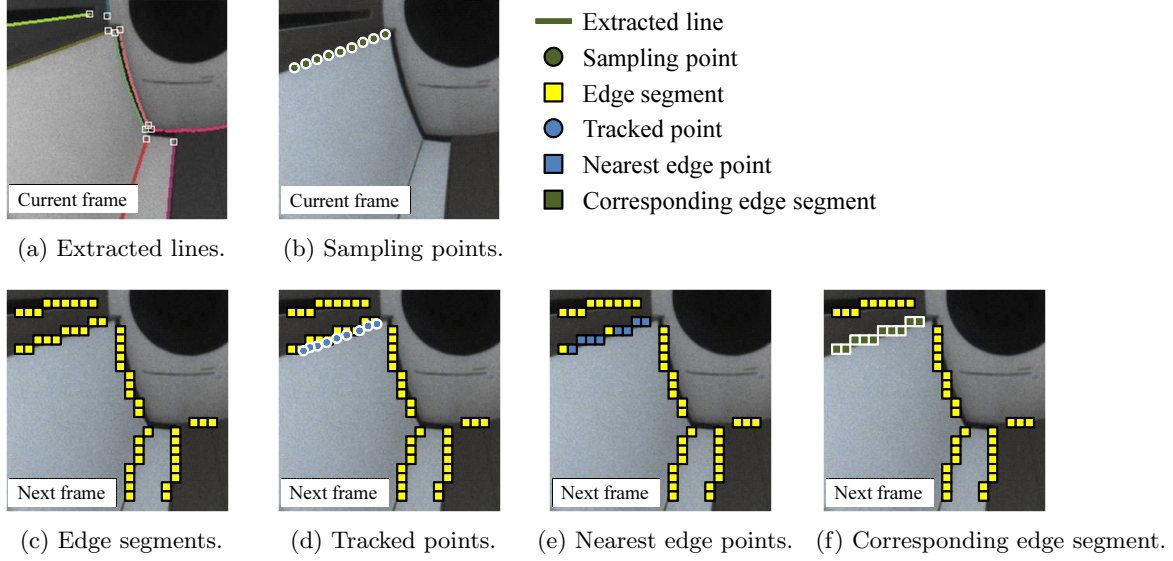 Extracted line
Sampling point
Edge segment
Tracked point
Nearest edge point
Corresponding edge segment
Current frame
Current frame
(a) Extracted lines.
(b) Sampling points.
Next frame
Next frame
Next frame
Next frame
(c) Edge segments.
(d) Tracked points.
(e) Nearest edge points.
(f) Corresponding edge segment.